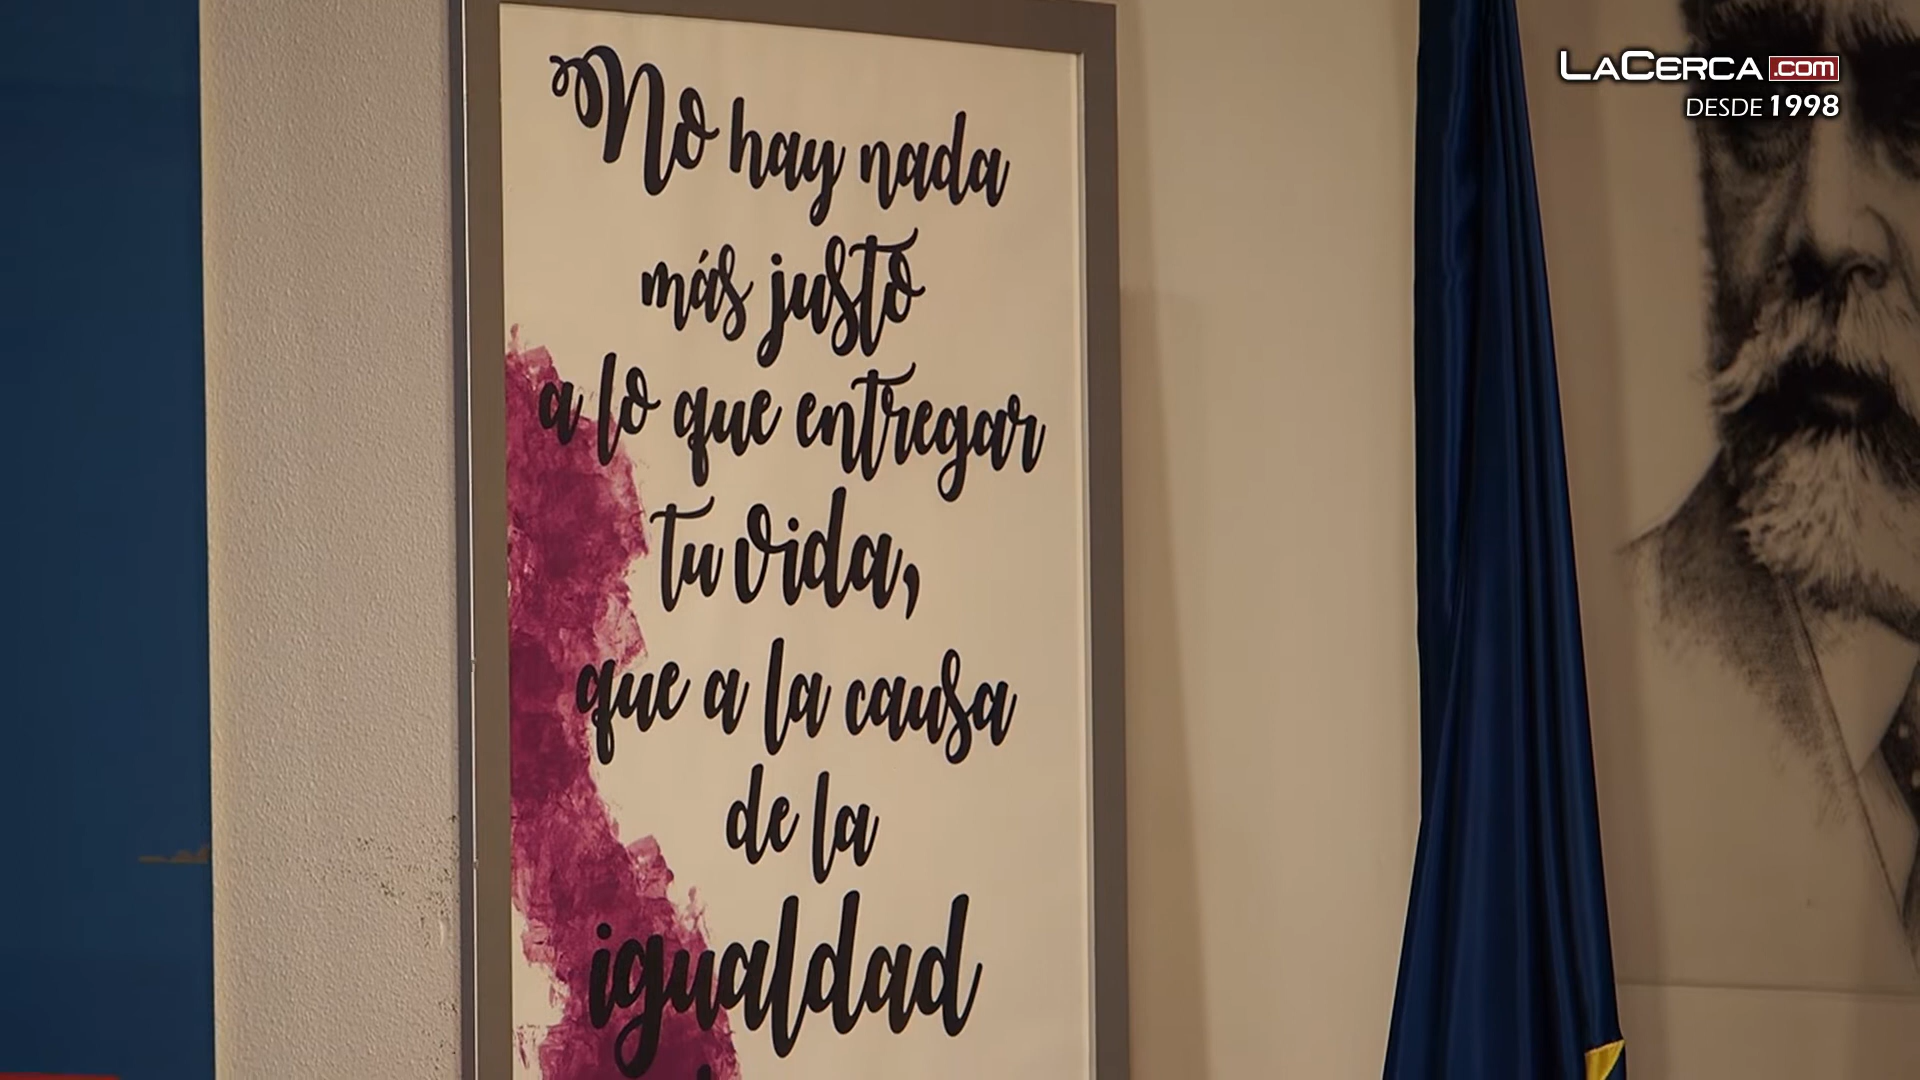 LaCerca.com
DESDE 1998
No hay nada
más justo
a lo que entregar
tu vida,
que a la causa
de la
igualdad